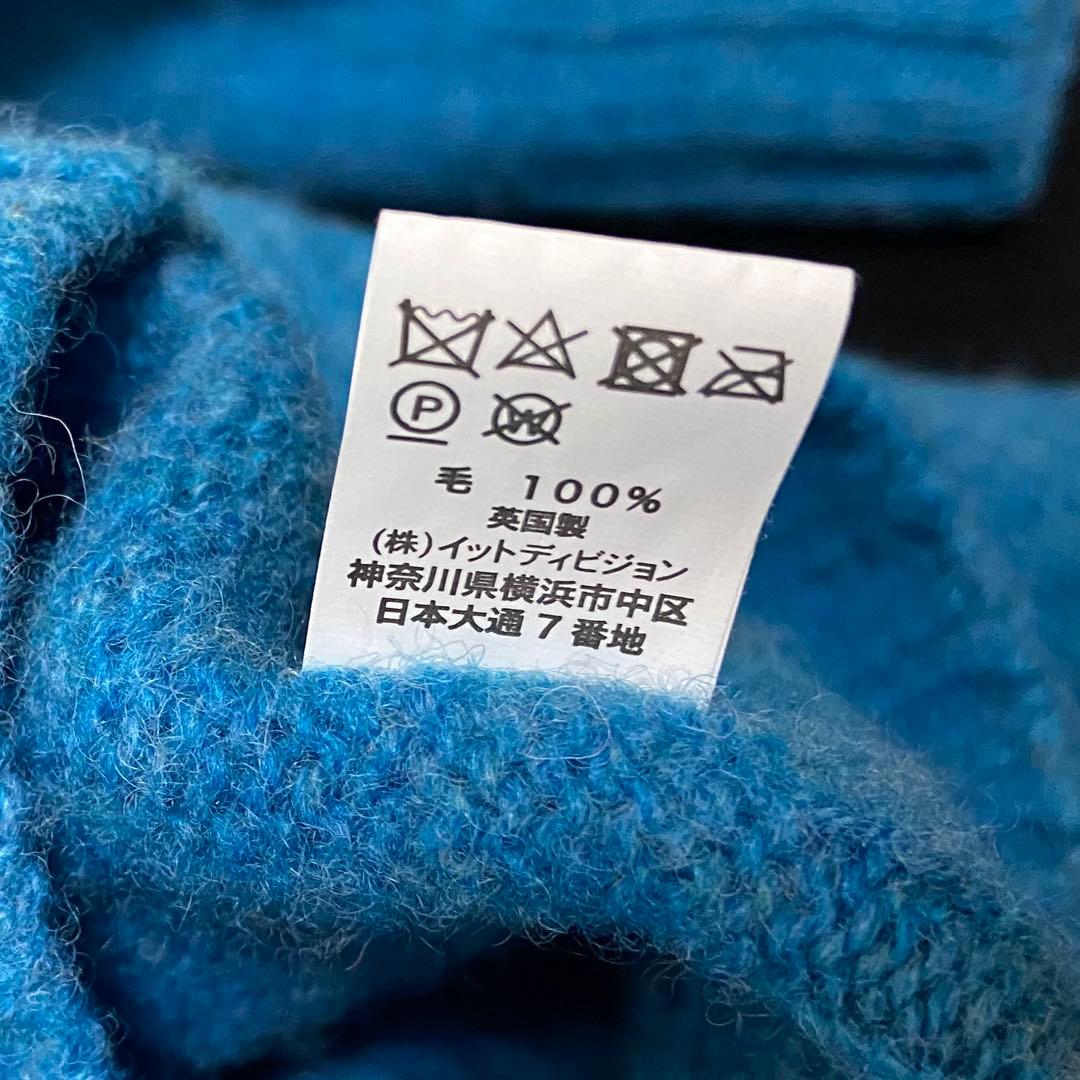 P W
毛 100%
英国製
(株)イットディビジョン
神奈川県横浜市中区
日本大通7番地